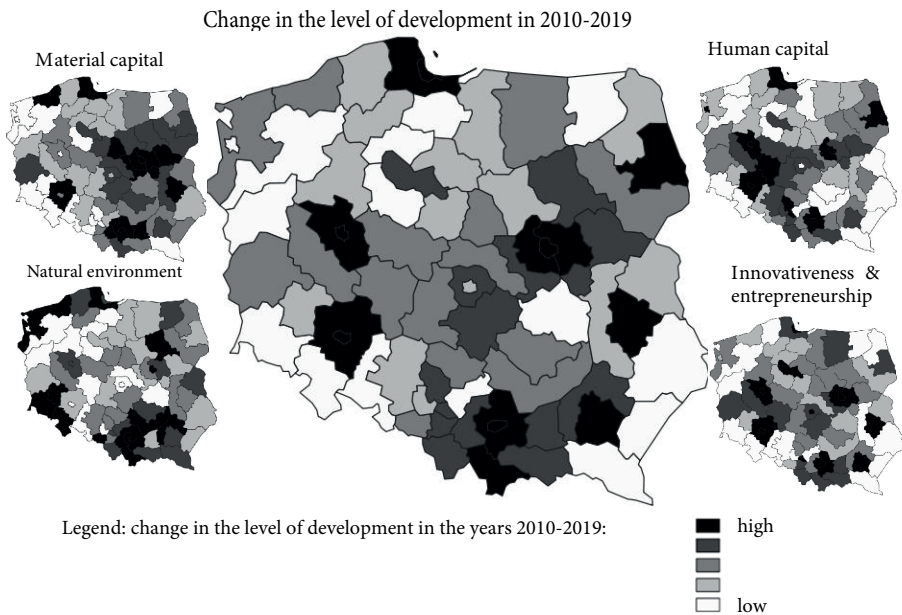 Change in the level of development in 2010-2019
Material capital
Human capital
Natural environment
Innovativeness &
entrepreneurship
Legend: change in the level of development in the years 2010-2019:
high
low